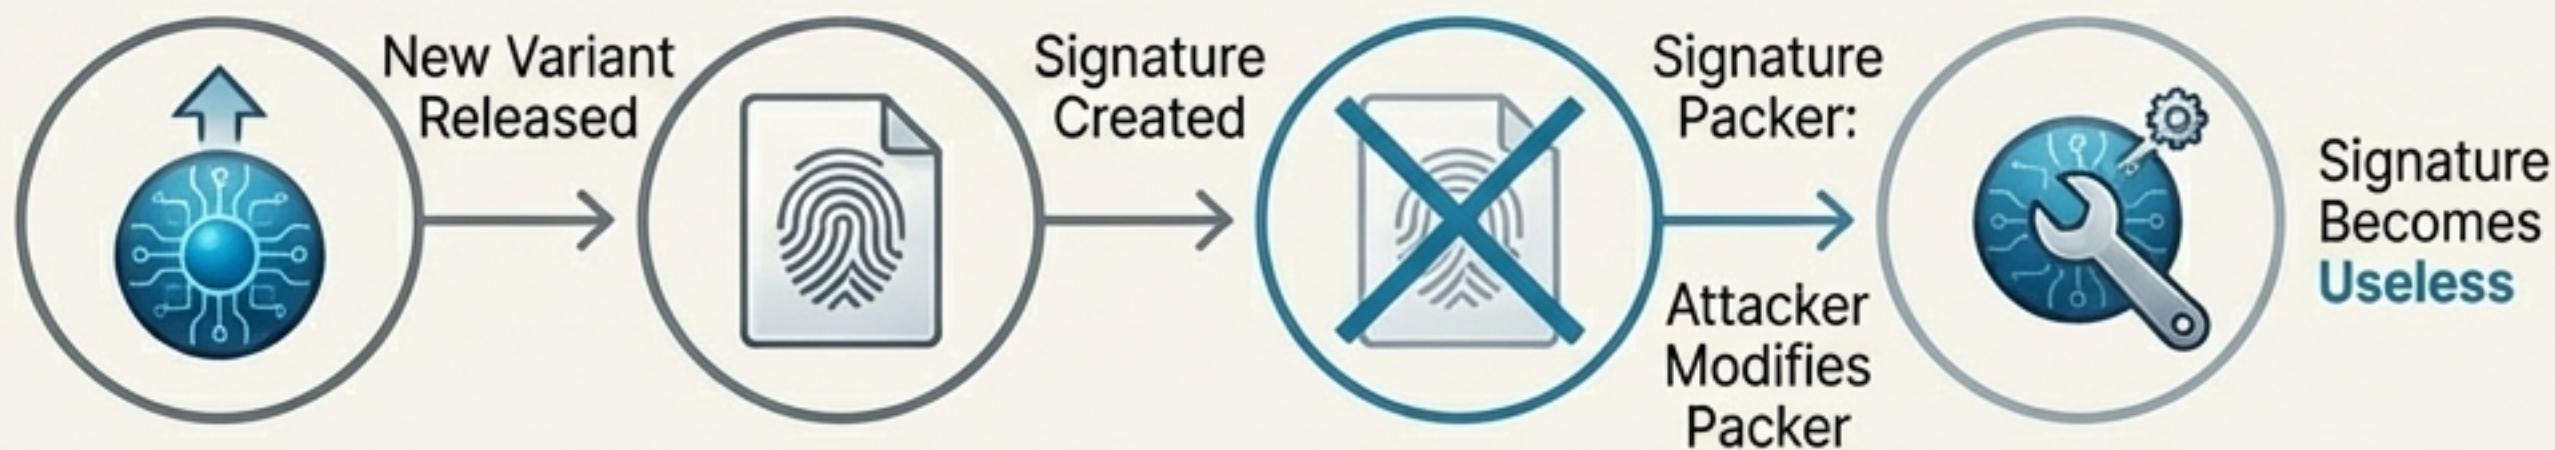 New Variant
Released
Signature
Created
Signature
Packer:
Attacker
Modifies
Packer
Signature
Becomes
Useless